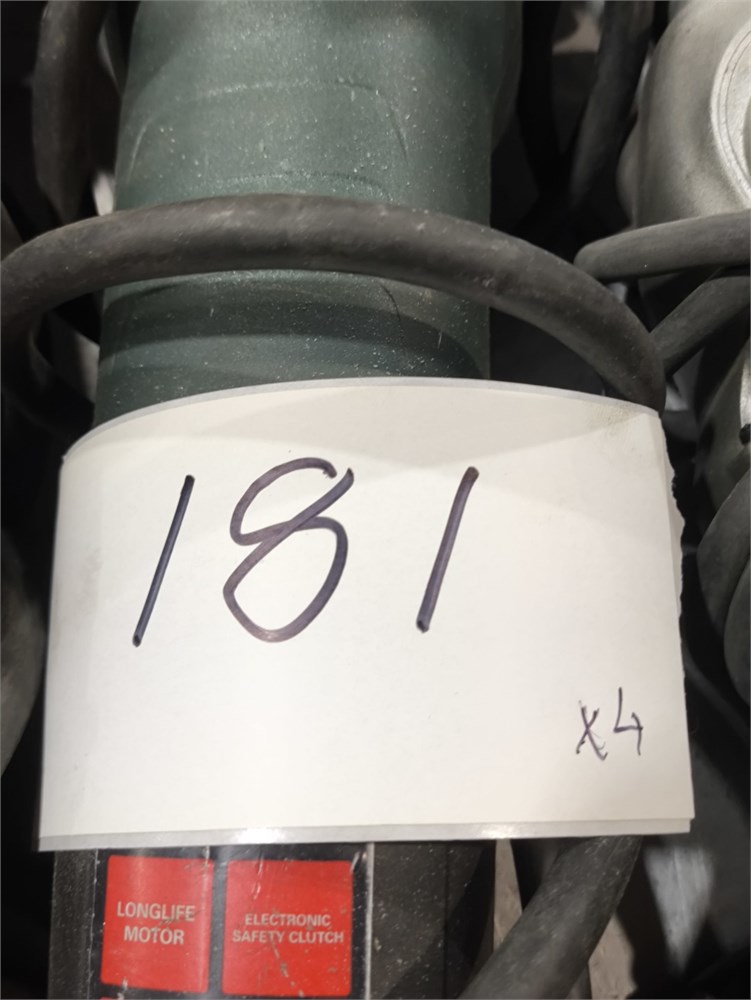 181
x4
LONGLIFE
MOTOR
ELECTRONIC
SAFETY CLUTCH